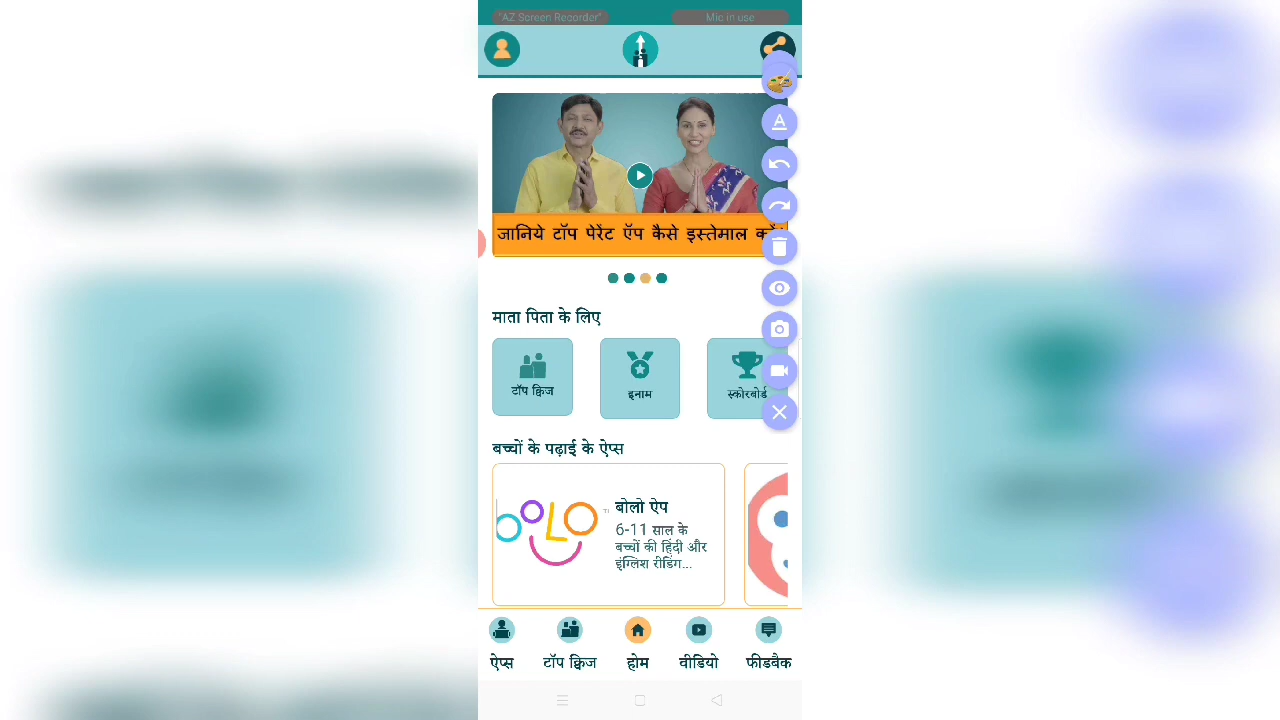 "AZ Screen Recorder" Mic in use
जानिये टॉप पेरेंट ऍप कैसे इस्तेमाल
माता पिता के लिए
टॉप क्विज इनाम स्कोरबोर्ड
बच्चों के पढ़ाई के ऐप्स
bOLO
बोलो ऐप
6-11 साल के
बच्चों की हिंदी और
इंग्लिश रीडिंग...
ऐप्स टॉप क्विज होम वीडियो फीडबैक